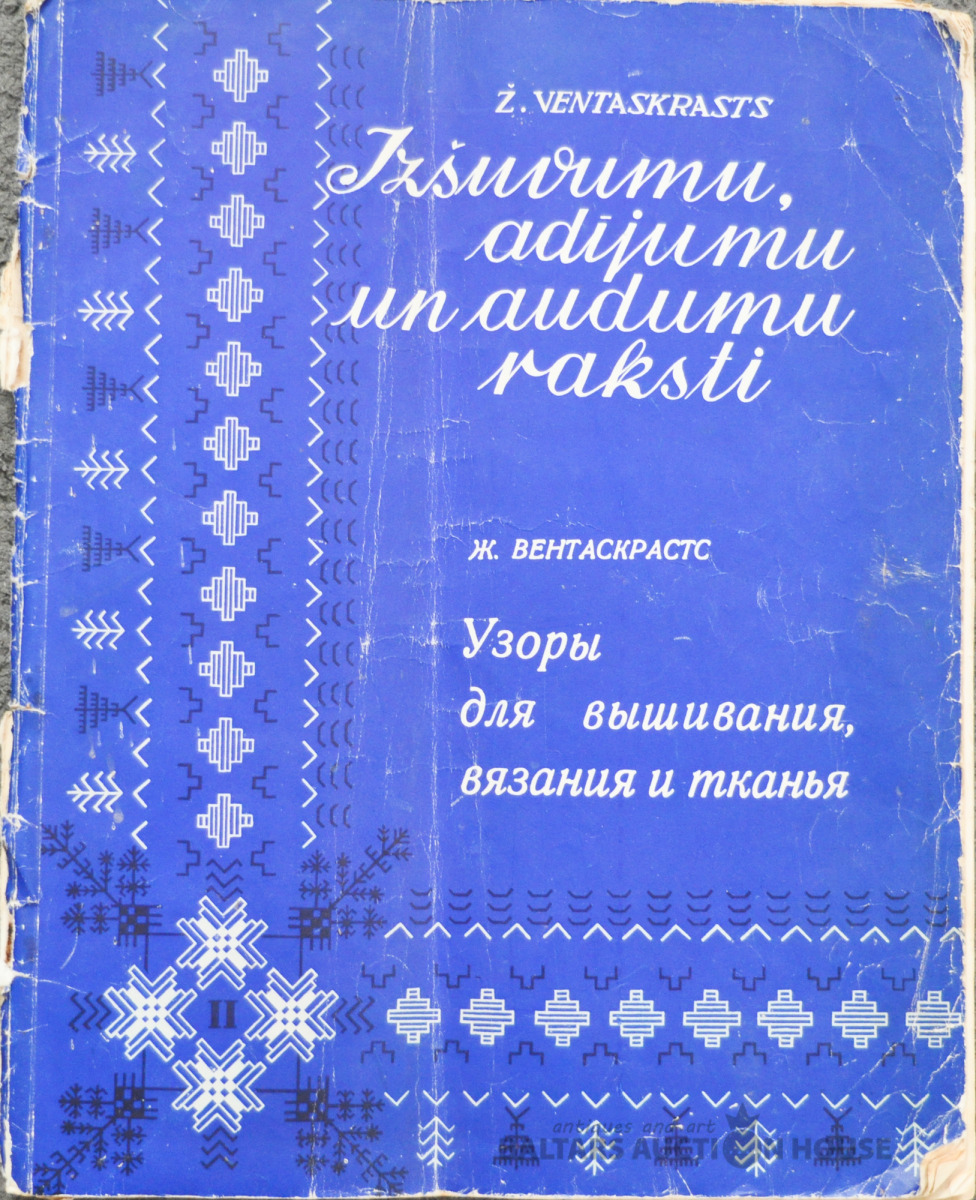 Ž. VENTASKRASTS
Izšuvumu,
adījumu
un audumu
raksti
Ж. ВЕНТАСКРАСТС
Узоры
для вышивания,
вязания и тканья
II
antiques and art
BALTARS AUCTION HOUSE